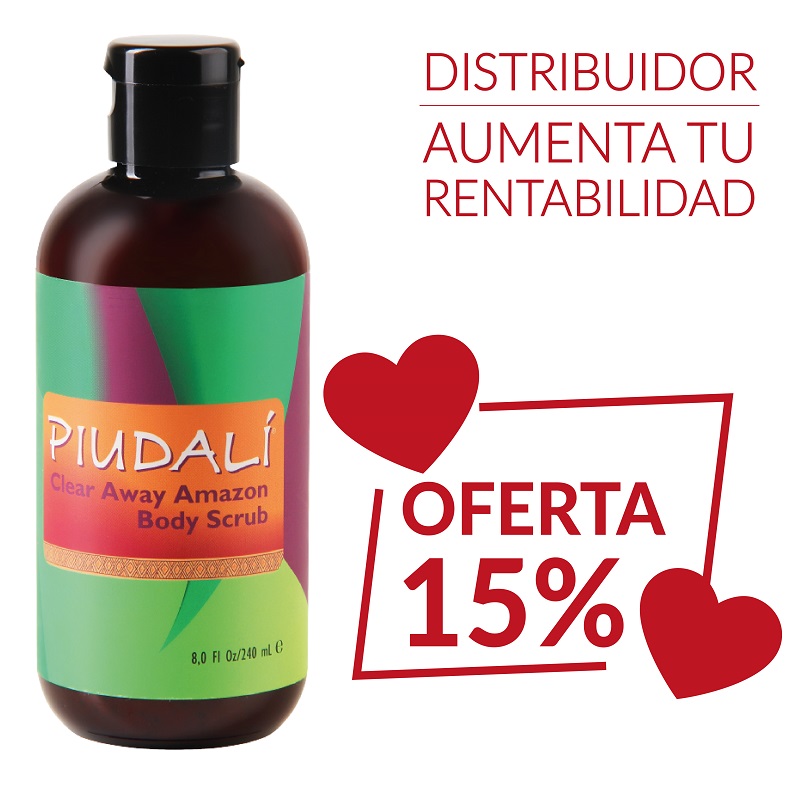 DISTRIBUIDOR
AUMENTA TU
RENTABILIDAD
PIUDALÍ
Clear Away Amazon
Body Scrub
8,0 Fl Oz/240 mL ℮
OFERTA
15%